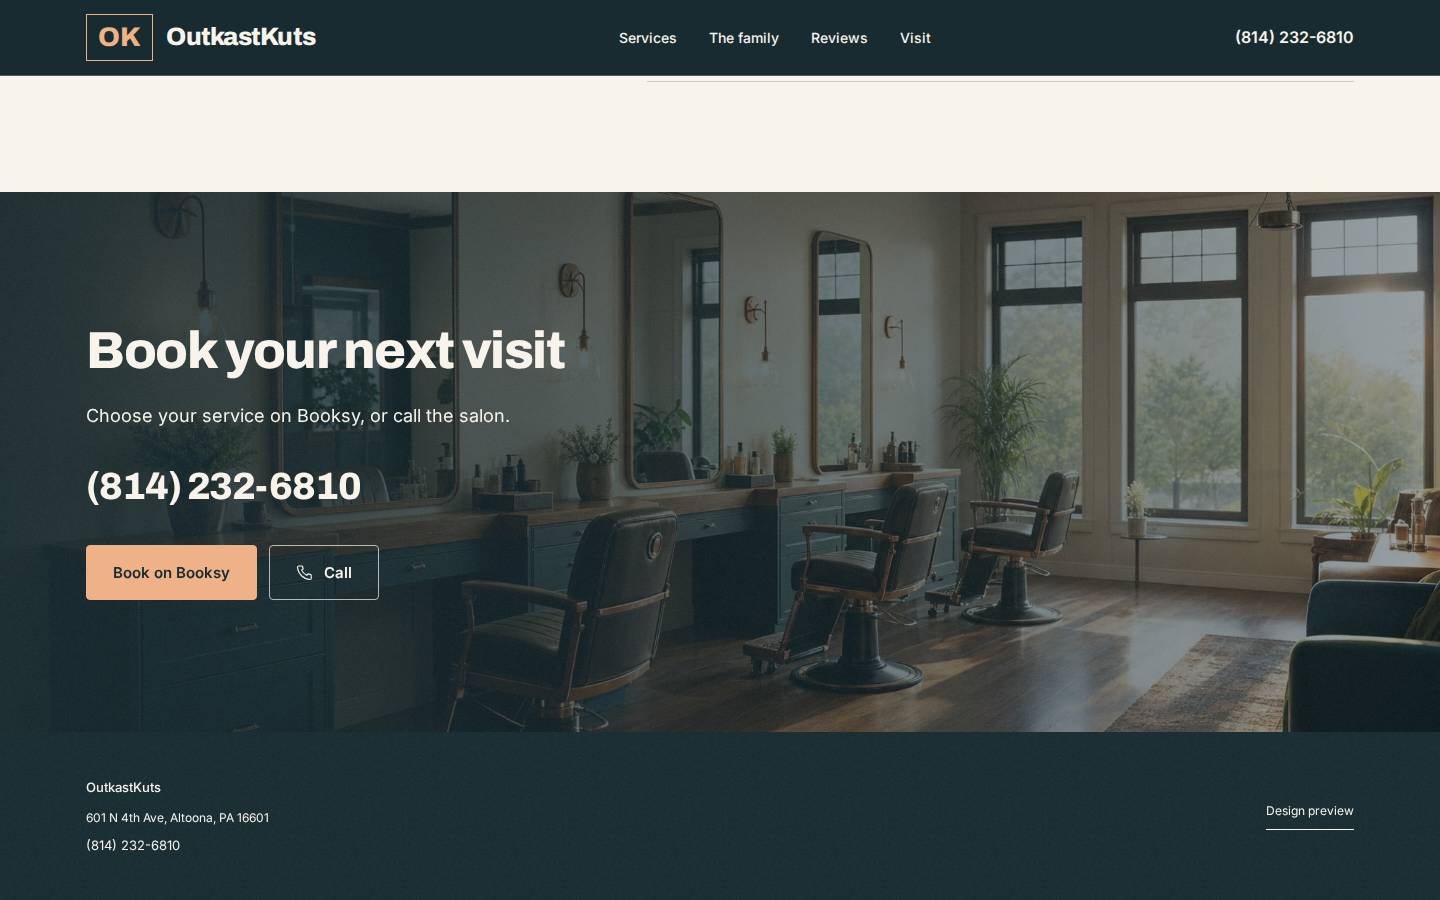 OK OutkastKuts Services The family Reviews Visit (814) 232-6810
Book your next visit
Choose your service on Booksy, or call the salon.
(814) 232-6810
Book on Booksy Call
OutkastKuts
601 N 4th Ave, Altoona, PA 16601
(814) 232-6810
Design preview